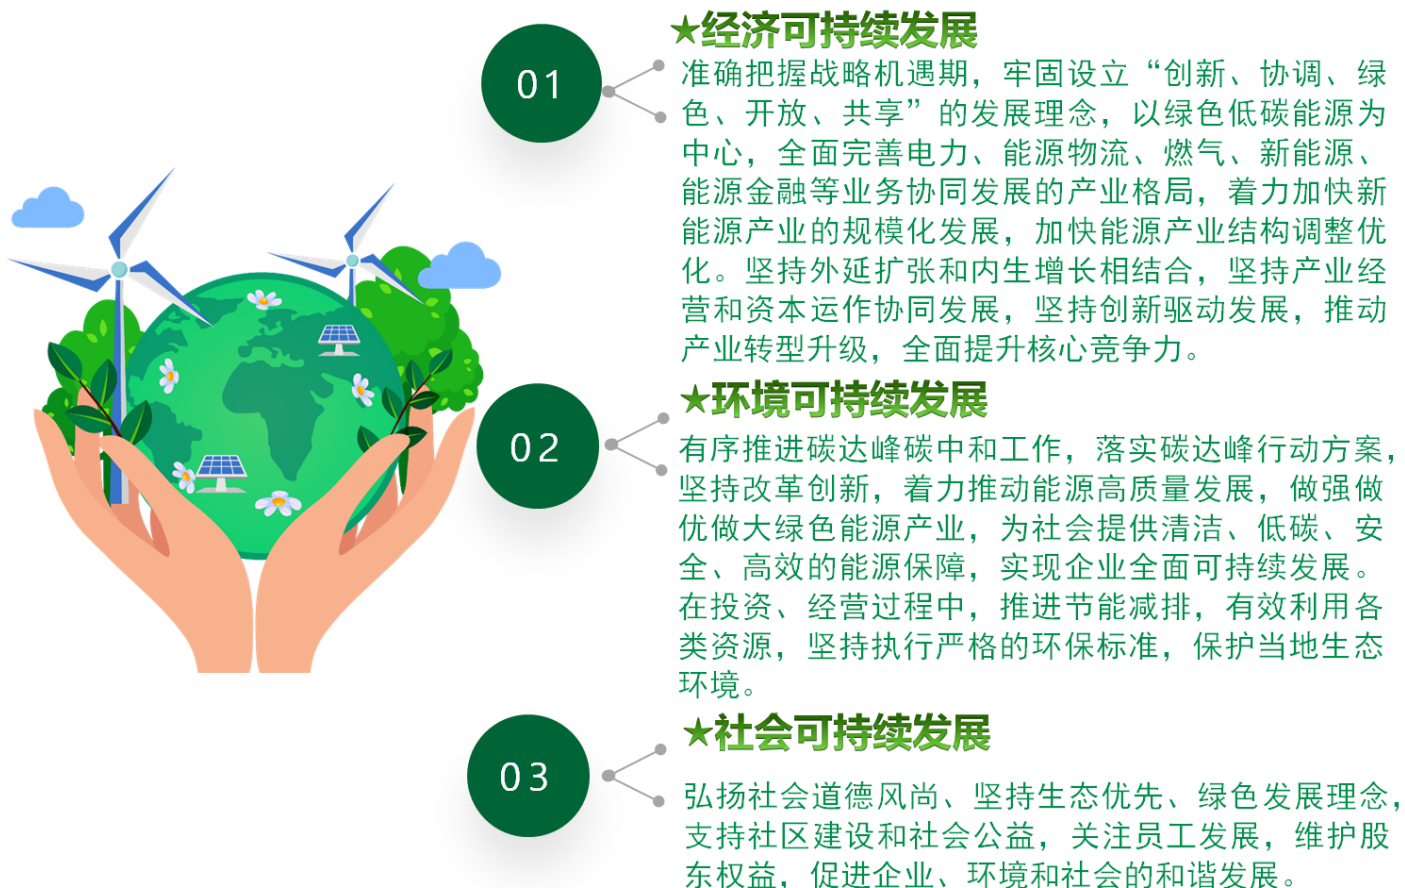 01
★经济可持续发展
准确把握战略机遇期，牢固设立“创新、协调、绿
色、开放、共享”的发展理念，以绿色低碳能源为
中心，全面完善电力、能源物流、燃气、新能源、
能源金融等业务协同发展的产业格局，着力加快新
能源产业的规模化发展，加快能源产业结构调整优
化。坚持外延扩张和内生增长相结合，坚持产业经
营和资本运作协同发展，坚持创新驱动发展，推动
产业转型升级，全面提升核心竞争力。
02
★环境可持续发展
有序推进碳达峰碳中和工作，落实碳达峰行动方案，
坚持改革创新，着力推动能源高质量发展，做强做
优做大绿色能源产业，为社会提供清洁、低碳、安
全、高效的能源保障，实现企业全面可持续发展。
在投资、经营过程中，推进节能减排，有效利用各
类资源，坚持执行严格的环保标准，保护当地生态
环境。
03
★社会可持续发展
弘扬社会道德风尚、坚持生态优先、绿色发展理念，
支持社区建设和社会公益，关注员工发展，维护股
东权益，促进企业、环境和社会的和谐发展。